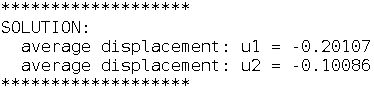 *******************
SOLUTION:
  average displacement: u1 = -0.20107
  average displacement: u2 = -0.10086
*******************